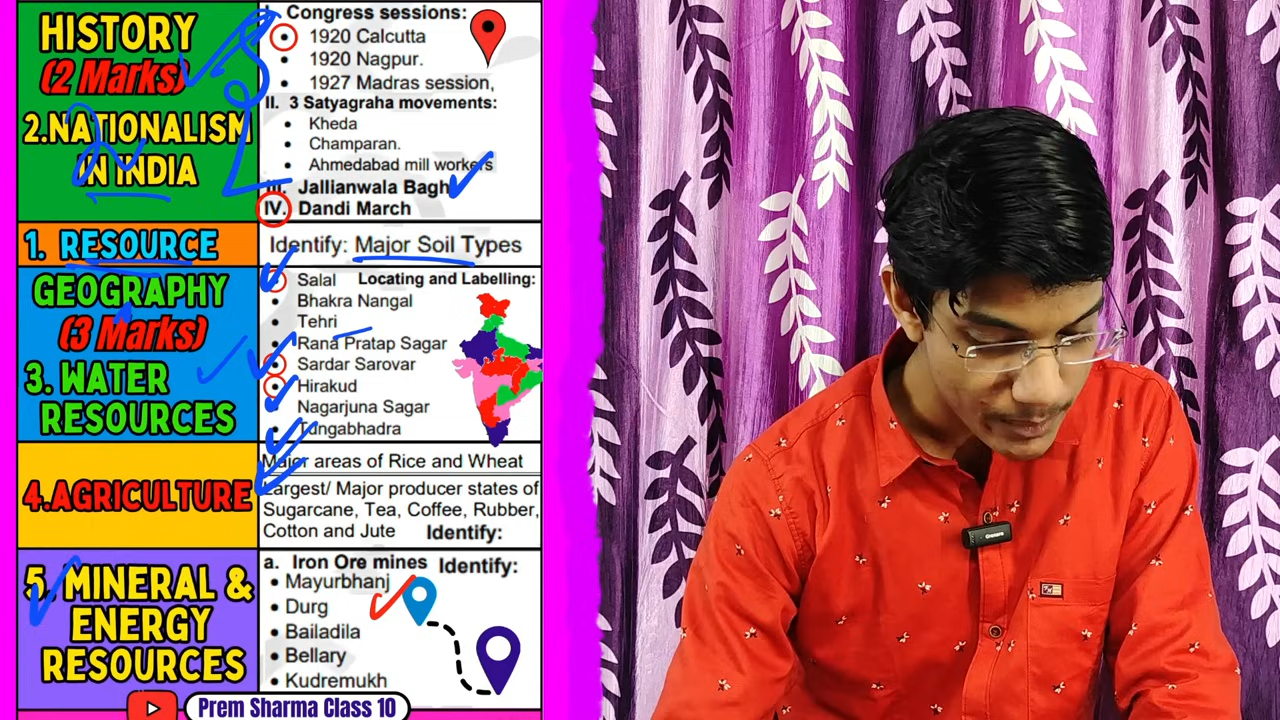 HISTORY
(2 Marks)
2.NATIONALISM
IN INDIA
I. Congress sessions:
• 1920 Calcutta
• 1920 Nagpur.
• 1927 Madras session,
II. 3 Satyagraha movements:
• Kheda
• Champaran.
• Ahmedabad mill workers
III. Jallianwala Bagh
IV. Dandi March
1. RESOURCE
Identify: Major Soil Types
GEOGRAPHY
(3 Marks)
3. WATER
RESOURCES
• Salal Locating and Labelling:
• Bhakra Nangal
• Tehri
• Rana Pratap Sagar
• Sardar Sarovar
• Hirakud
Nagarjuna Sagar
• Tungabhadra
4.AGRICULTURE
Major areas of Rice and Wheat
Largest/ Major producer states of
Sugarcane, Tea, Coffee, Rubber,
Cotton and Jute Identify:
5. MINERAL &
ENERGY
RESOURCES
a. Iron Ore mines Identify:
• Mayurbhanj
• Durg
• Bailadila
• Bellary
• Kudremukh
Prem Sharma Class 10